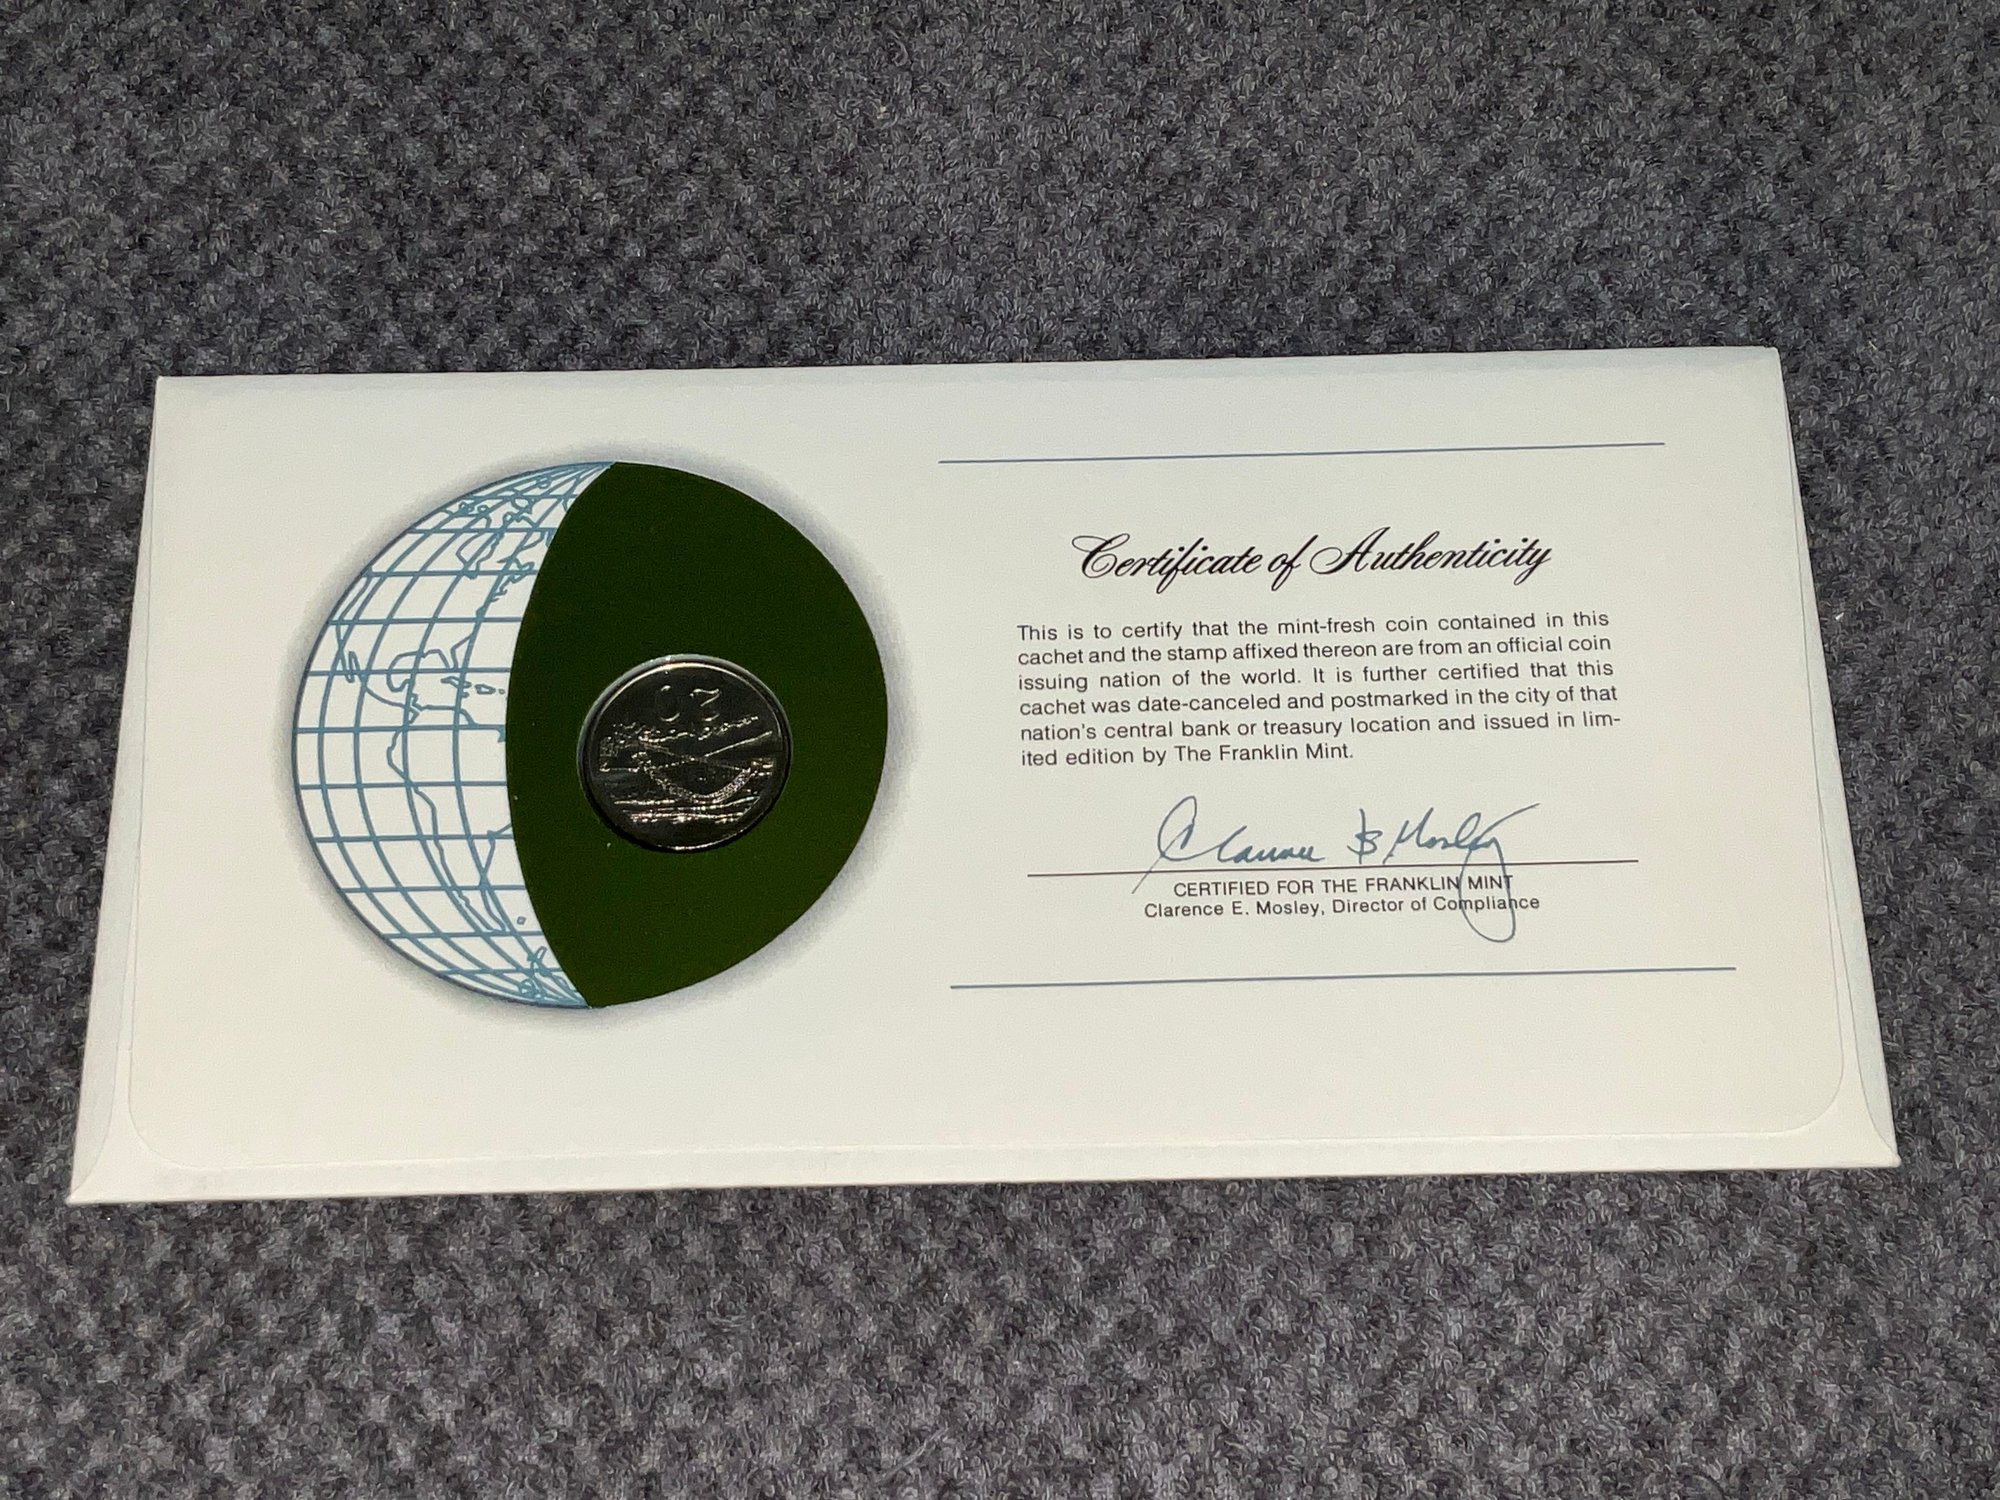 Certificate of Authenticity
This is to certify that the mint-fresh coin contained in this
cachet and the stamp affixed thereon are from an official coin
issuing nation of the world. It is further certified that this
cachet was date-canceled and postmarked in the city of that
nation's central bank or treasury location and issued in lim-
ited edition by The Franklin Mint.
Clarence E Mosley
CERTIFIED FOR THE FRANKLIN MINT
Clarence E. Mosley, Director of Compliance